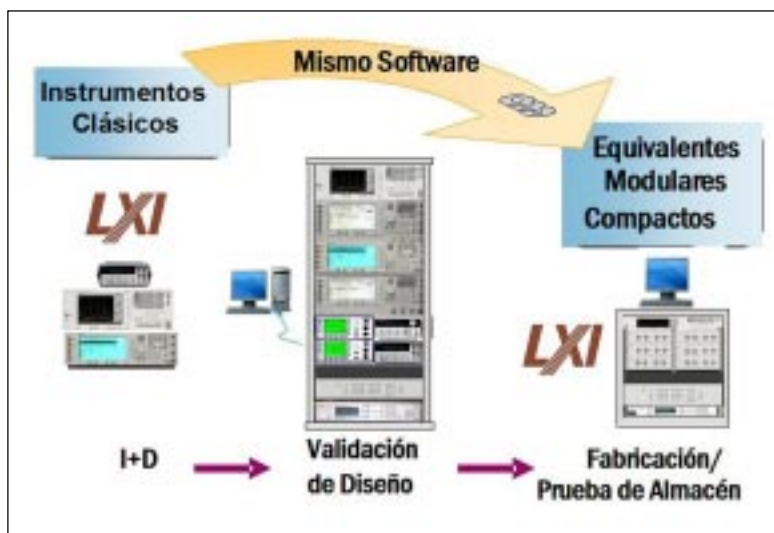 Mismo Software
Instrumentos
Clásicos
Equivalentes
Modulares
Compactos
LXI
LXI
I+D
Validación
de Diseño
Fabricación/
Prueba de Almacén